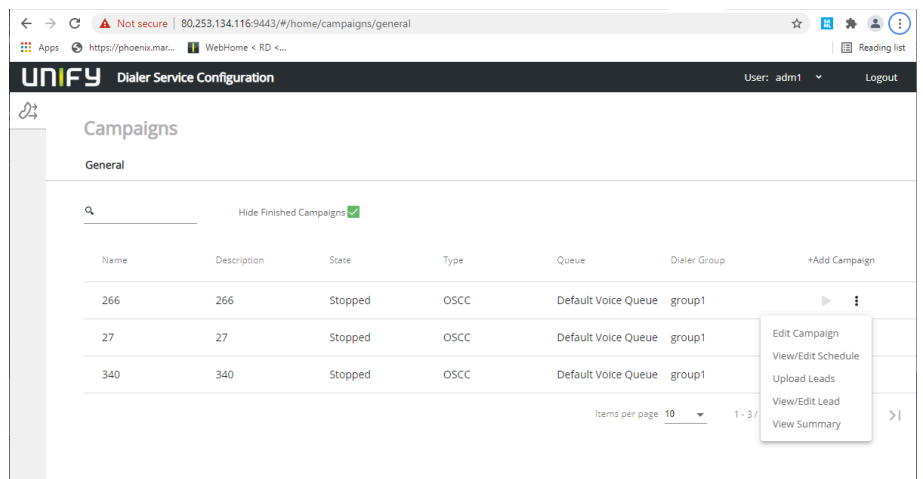 Not secure | 80.253.134.116:9443/#/home/campaigns/general
Apps https://phoenix.mar... WebHome < RD <... Reading list
UNIFY Dialer Service Configuration User: adm1 Logout
Campaigns
General
Hide Finished Campaigns
Name Description State Type Queue Dialer Group +Add Campaign
266 266 Stopped OSCC Default Voice Queue group1
27 27 Stopped OSCC Default Voice Queue group1
340 340 Stopped OSCC Default Voice Queue group1
Edit Campaign
View/Edit Schedule
Upload Leads
View/Edit Lead
View Summary
Items per page 10 1 - 3 /